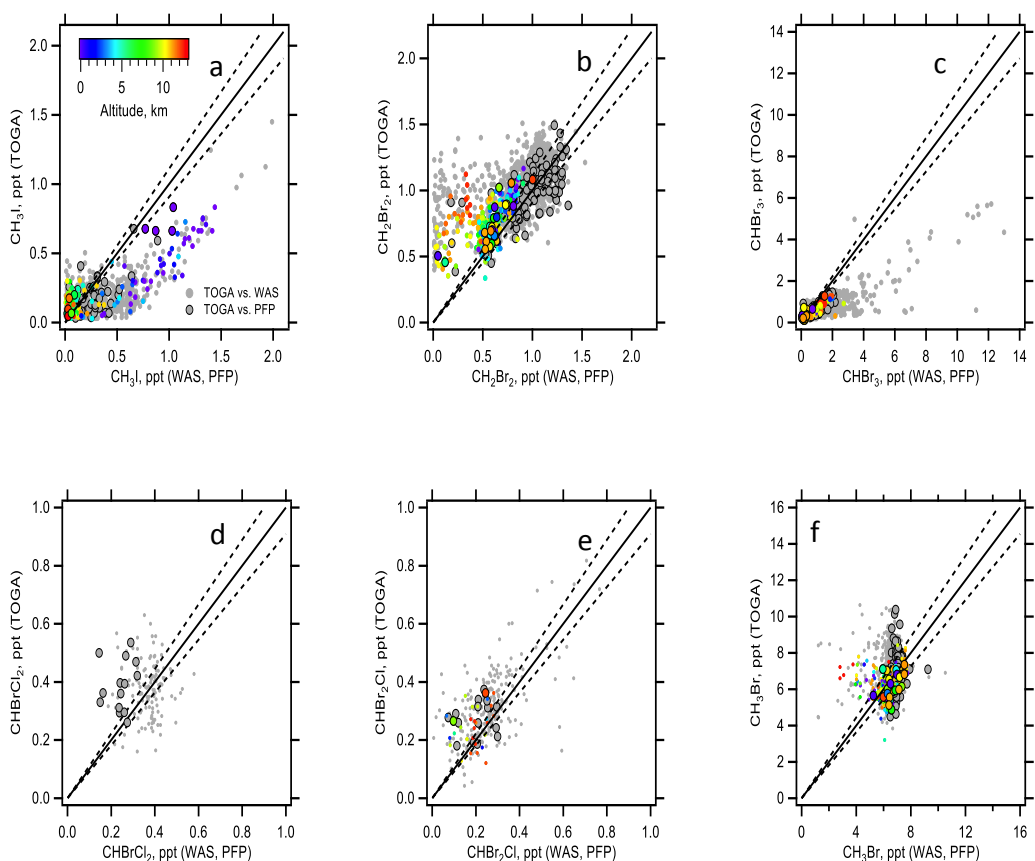 a
2.0
1.5
1.0
0.5
0.0
CH3I, ppt (TOGA)
0 5 10
Altitude, km
TOGA vs. WAS
TOGA vs. PFP
0.0 0.5 1.0 1.5 2.0
CH3I, ppt (WAS, PFP)
b
2.0
1.5
1.0
0.5
0.0
CH2Br2, ppt (TOGA)
0.0 0.5 1.0 1.5 2.0
CH2Br2, ppt (WAS, PFP)
c
14
12
10
8
6
4
2
0
CHBr3, ppt (TOGA)
0 2 4 6 8 10 12 14
CHBr3, ppt (WAS, PFP)
d
1.0
0.8
0.6
0.4
0.2
0.0
CHBrCl2, ppt (TOGA)
0.0 0.2 0.4 0.6 0.8 1.0
CHBrCl2, ppt (WAS, PFP)
e
1.0
0.8
0.6
0.4
0.2
0.0
CHBr2Cl, ppt (TOGA)
0.0 0.2 0.4 0.6 0.8 1.0
CHBr2Cl, ppt (WAS, PFP)
f
16
14
12
10
8
6
4
2
0
CH3Br, ppt (TOGA)
0 4 8 12 16
CH3Br, ppt (WAS, PFP)